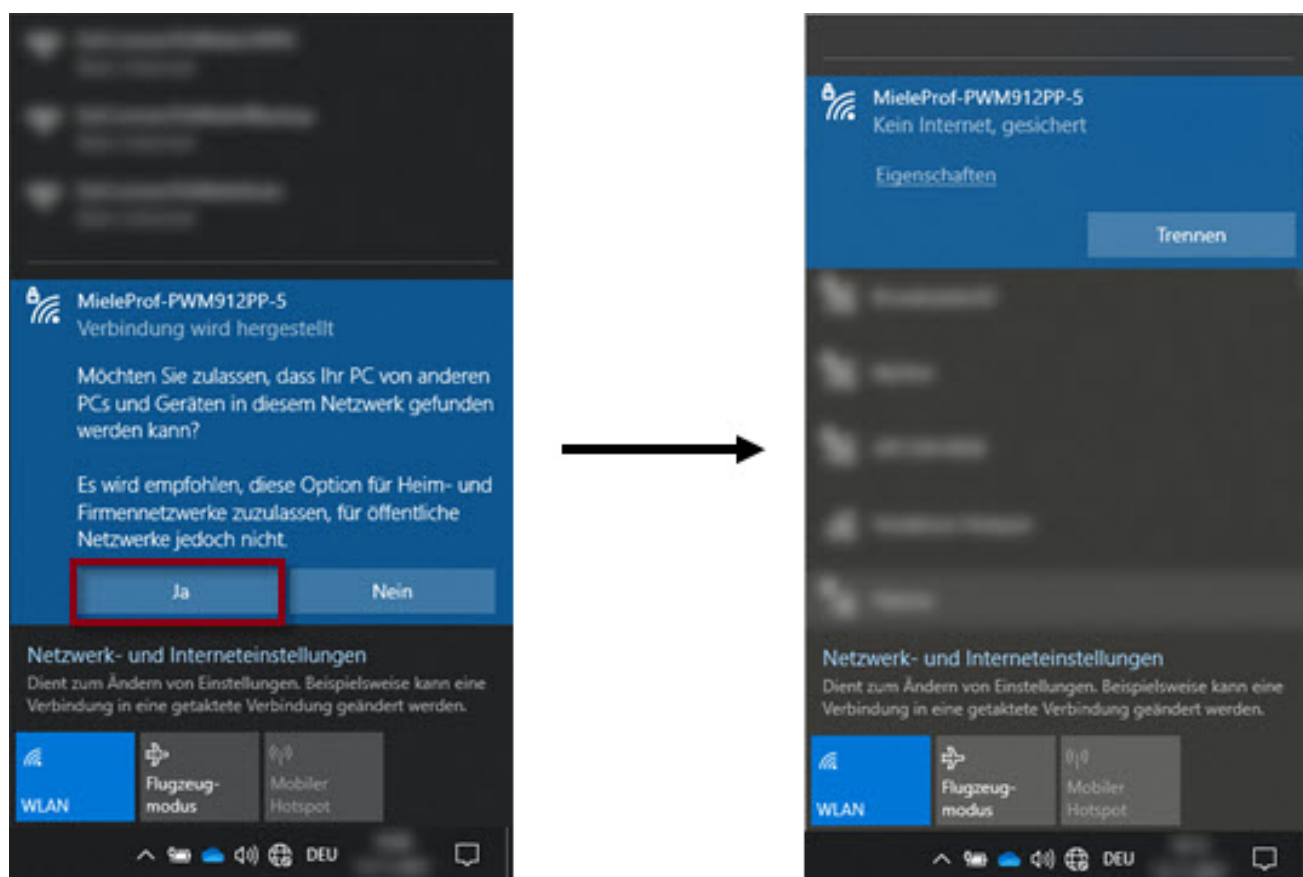 MieleProf-PWM912PP-5
Verbindung wird hergestellt
Möchten Sie zulassen, dass Ihr PC von anderen
PCs und Geräten in diesem Netzwerk gefunden
werden kann?
Es wird empfohlen, diese Option für Heim- und
Firmennetzwerke zuzulassen, für öffentliche
Netzwerke jedoch nicht.
Ja
Nein
Netzwerk- und Interneteinstellungen
Dient zum Ändern von Einstellungen. Beispielsweise kann eine
Verbindung in eine getaktete Verbindung geändert werden.
WLAN
Flugzeug-
modus
Mobiler
Hotspot
DEU
MieleProf-PWM912PP-5
Kein Internet, gesichert
Eigenschaften
Trennen
Netzwerk- und Interneteinstellungen
Dient zum Ändern von Einstellungen. Beispielsweise kann eine
Verbindung in eine getaktete Verbindung geändert werden.
WLAN
Flugzeug-
modus
Mobiler
Hotspot
DEU